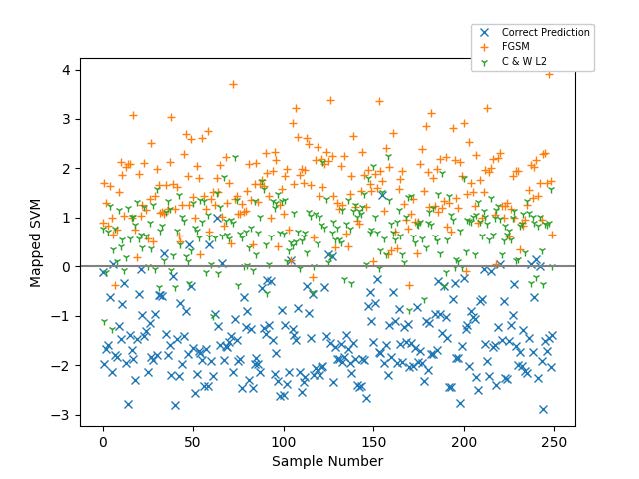 Correct Prediction
FGSM
C & W L2
4
3
2
1
0
−1
−2
−3
Mapped SVM
0 50 100 150 200 250
Sample Number